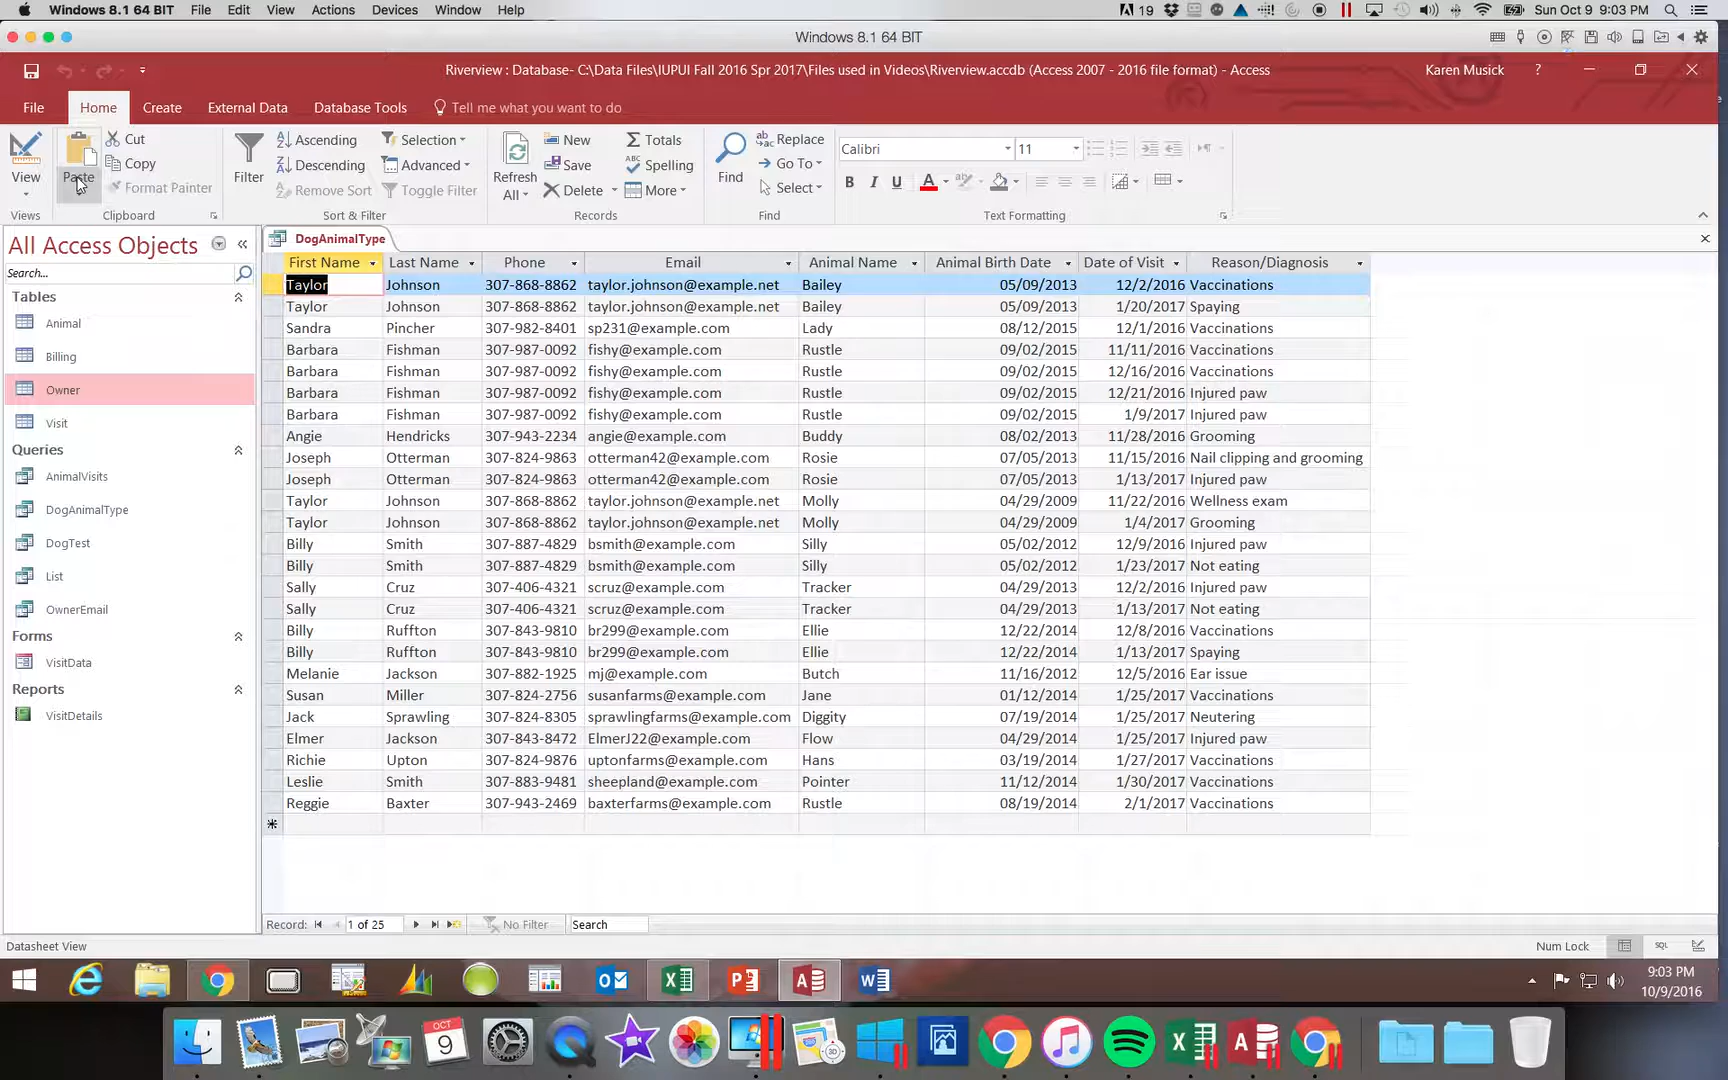 Windows 8.1 64 BIT File Edit View Actions Devices Window Help 19 Sun Oct 9 9:03 PM
Windows 8.1 64 BIT
Riverview : Database- C:\Data Files\IUPUI Fall 2016 Spr 2017\Files used in Videos\Riverview.accdb (Access 2007 - 2016 file format) - Access Karen Musick ?
File Home Create External Data Database Tools Tell me what you want to do
View
Paste
Cut
Copy
Format Painter
Filter
Ascending
Descending
Remove Sort
Selection
Advanced
Toggle Filter
Refresh
All
New
Save
Delete
Totals
Spelling
More
Find
Replace
Go To
Select
Calibri 11
B I U A
Views Clipboard Sort & Filter Records Find Text Formatting
All Access Objects
Search...
Tables
Animal
Billing
Owner
Visit
Queries
AnimalVisits
DogAnimalType
DogTest
List
OwnerEmail
Forms
VisitData
Reports
VisitDetails
DogAnimalType
First Name Last Name Phone Email Animal Name Animal Birth Date Date of Visit Reason/Diagnosis
Taylor Johnson 307-868-8862 taylor.johnson@example.net Bailey 05/09/2013 12/2/2016 Vaccinations
Taylor Johnson 307-868-8862 taylor.johnson@example.net Bailey 05/09/2013 1/20/2017 Spaying
Sandra Pincher 307-982-8401 sp231@example.com Lady 08/12/2015 12/1/2016 Vaccinations
Barbara Fishman 307-987-0092 fishy@example.com Rustle 09/02/2015 11/11/2016 Vaccinations
Barbara Fishman 307-987-0092 fishy@example.com Rustle 09/02/2015 12/16/2016 Vaccinations
Barbara Fishman 307-987-0092 fishy@example.com Rustle 09/02/2015 12/21/2016 Injured paw
Barbara Fishman 307-987-0092 fishy@example.com Rustle 09/02/2015 1/9/2017 Injured paw
Angie Hendricks 307-943-2234 angie@example.com Buddy 08/02/2013 11/28/2016 Grooming
Joseph Otterman 307-824-9863 otterman42@example.com Rosie 07/05/2013 11/15/2016 Nail clipping and grooming
Joseph Otterman 307-824-9863 otterman42@example.com Rosie 07/05/2013 1/13/2017 Injured paw
Taylor Johnson 307-868-8862 taylor.johnson@example.net Molly 04/29/2009 11/22/2016 Wellness exam
Taylor Johnson 307-868-8862 taylor.johnson@example.net Molly 04/29/2009 1/4/2017 Grooming
Billy Smith 307-887-4829 bsmith@example.com Silly 05/02/2012 12/9/2016 Injured paw
Billy Smith 307-887-4829 bsmith@example.com Silly 05/02/2012 1/23/2017 Not eating
Sally Cruz 307-406-4321 scruz@example.com Tracker 04/29/2013 12/2/2016 Injured paw
Sally Cruz 307-406-4321 scruz@example.com Tracker 04/29/2013 1/13/2017 Not eating
Billy Ruffton 307-843-9810 br299@example.com Ellie 12/22/2014 12/8/2016 Vaccinations
Billy Ruffton 307-843-9810 br299@example.com Ellie 12/22/2014 1/13/2017 Spaying
Melanie Jackson 307-882-1925 mj@example.com Butch 11/16/2012 12/5/2016 Ear issue
Susan Miller 307-824-2756 susanfarms@example.com Jane 01/12/2014 1/25/2017 Vaccinations
Jack Sprawling 307-824-8305 sprawlingfarms@example.com Diggity 07/19/2014 1/25/2017 Neutering
Elmer Jackson 307-843-8472 ElmerJ22@example.com Flow 04/29/2014 1/25/2017 Injured paw
Richie Upton 307-824-9876 uptonfarms@example.com Hans 03/19/2014 1/27/2017 Vaccinations
Leslie Smith 307-883-9481 sheepland@example.com Pointer 11/12/2014 1/30/2017 Vaccinations
Reggie Baxter 307-943-2469 baxterfarms@example.com Rustle 08/19/2014 2/1/2017 Vaccinations
Record: 1 of 25 No Filter Search
Datasheet View Num Lock SQL
9:03 PM
10/9/2016
OCT
9